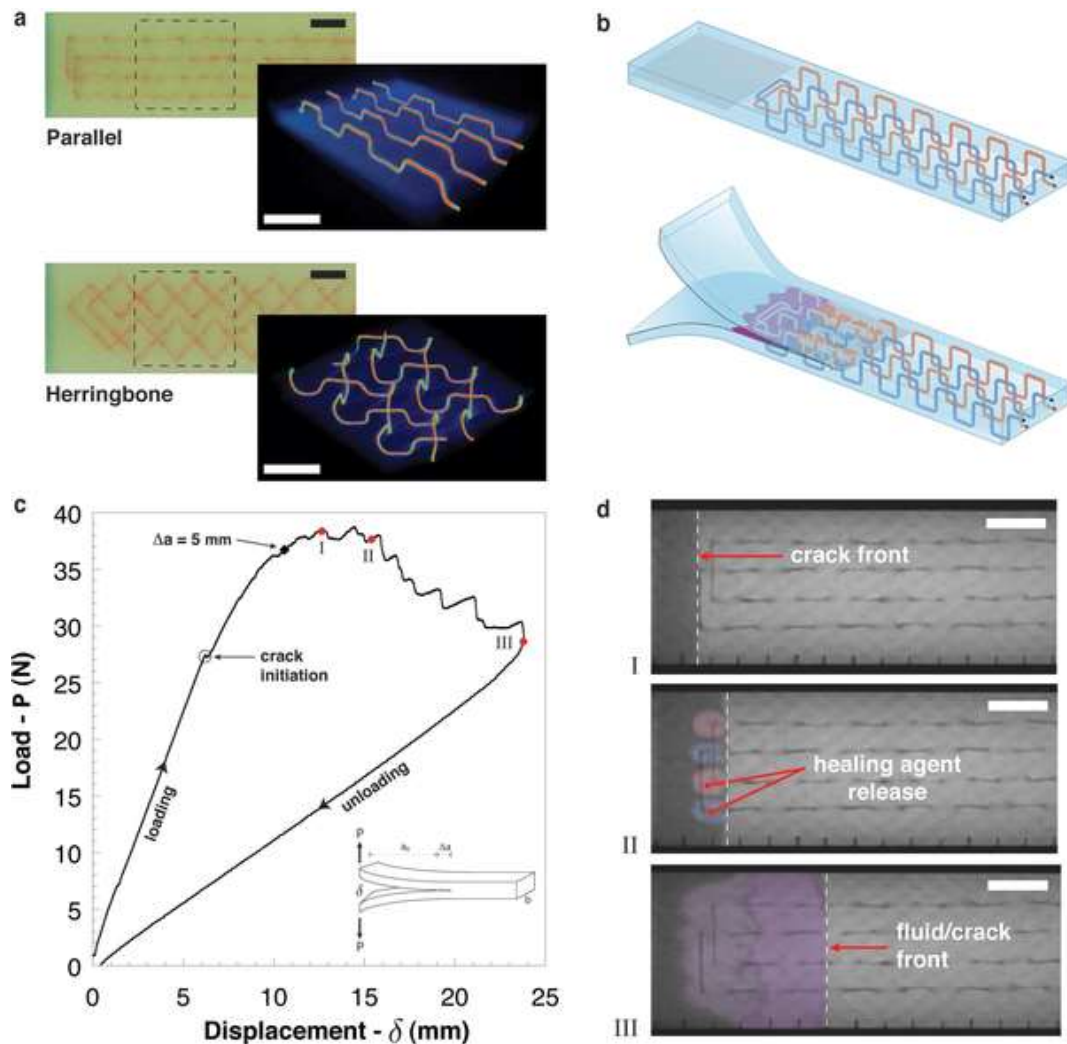 a
Parallel
Herringbone
b
c
Load - P (N)
40
35
30
25
20
15
10
5
0
0
5
10
15
20
25
Displacement - δ (mm)
Δa = 5 mm
I
II
III
crack
initiation
loading
unloading
P
a₀
Δa
δ
b
P
d
crack front
I
healing agent
release
II
fluid/crack
front
III